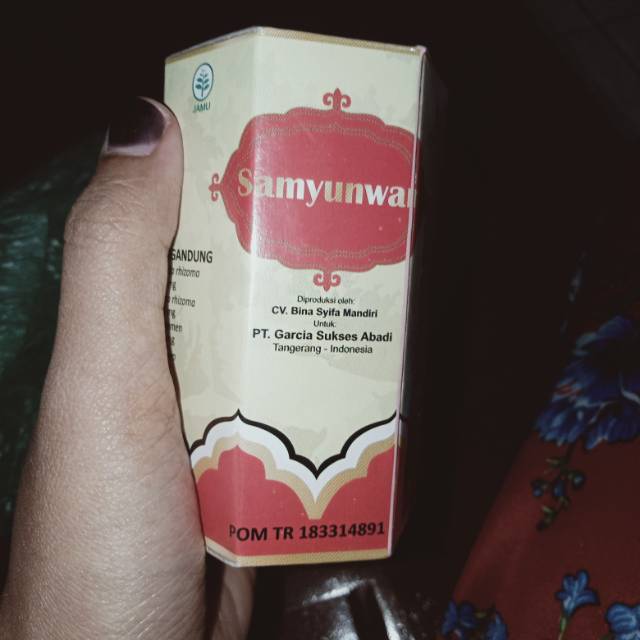 JAMU
Samyunwan
Diproduksi oleh:
CV. Bina Syifa Mandiri
Untuk:
PT. Garcia Sukses Abadi
Tangerang - Indonesia
rhizoma
rhizoma
POM TR 183314891